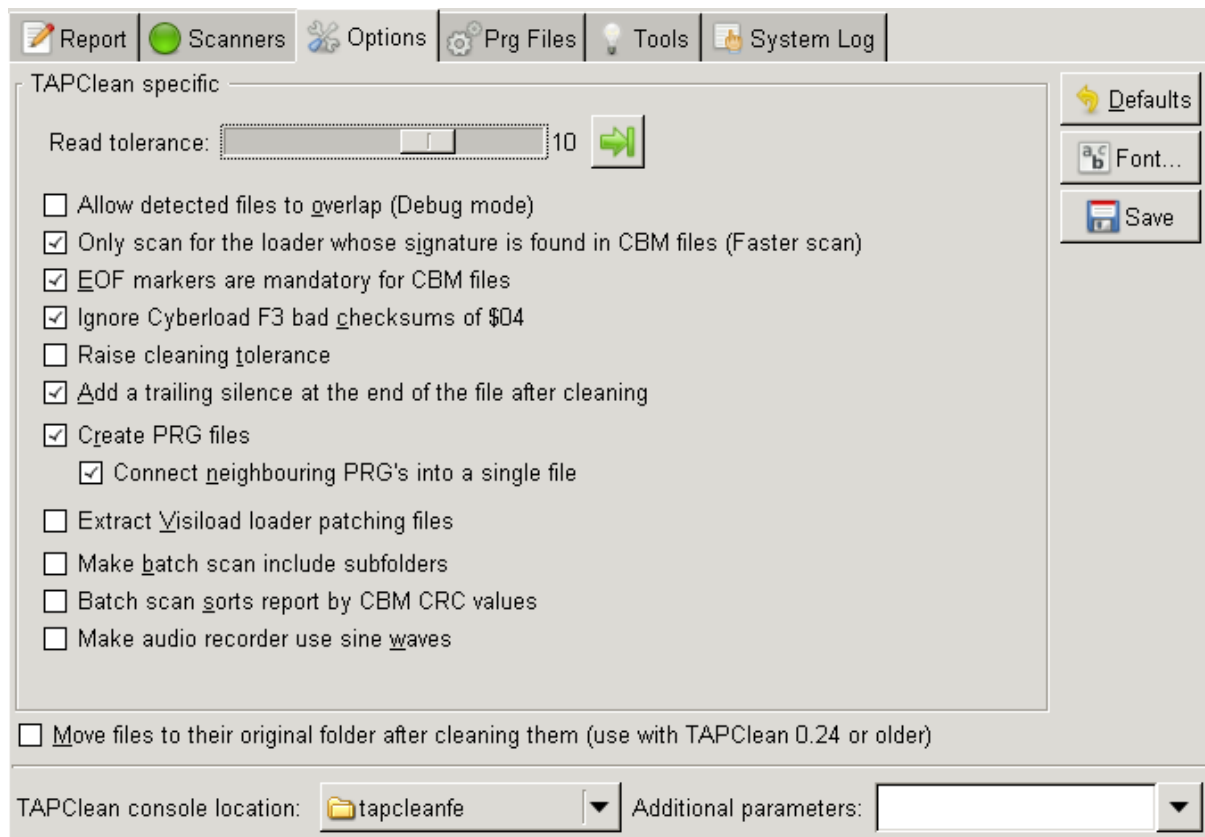 Report Scanners Options Prg Files Tools System Log
TAPClean specific
Defaults
Read tolerance: 10
Font...
Allow detected files to overlap (Debug mode)
Save
Only scan for the loader whose signature is found in CBM files (Faster scan)
EOF markers are mandatory for CBM files
Ignore Cyberload F3 bad checksums of $04
Raise cleaning tolerance
Add a trailing silence at the end of the file after cleaning
Create PRG files
Connect neighbouring PRG's into a single file
Extract Visiload loader patching files
Make batch scan include subfolders
Batch scan sorts report by CBM CRC values
Make audio recorder use sine waves
Move files to their original folder after cleaning them (use with TAPClean 0.24 or older)
TAPClean console location: tapcleanfe Additional parameters: